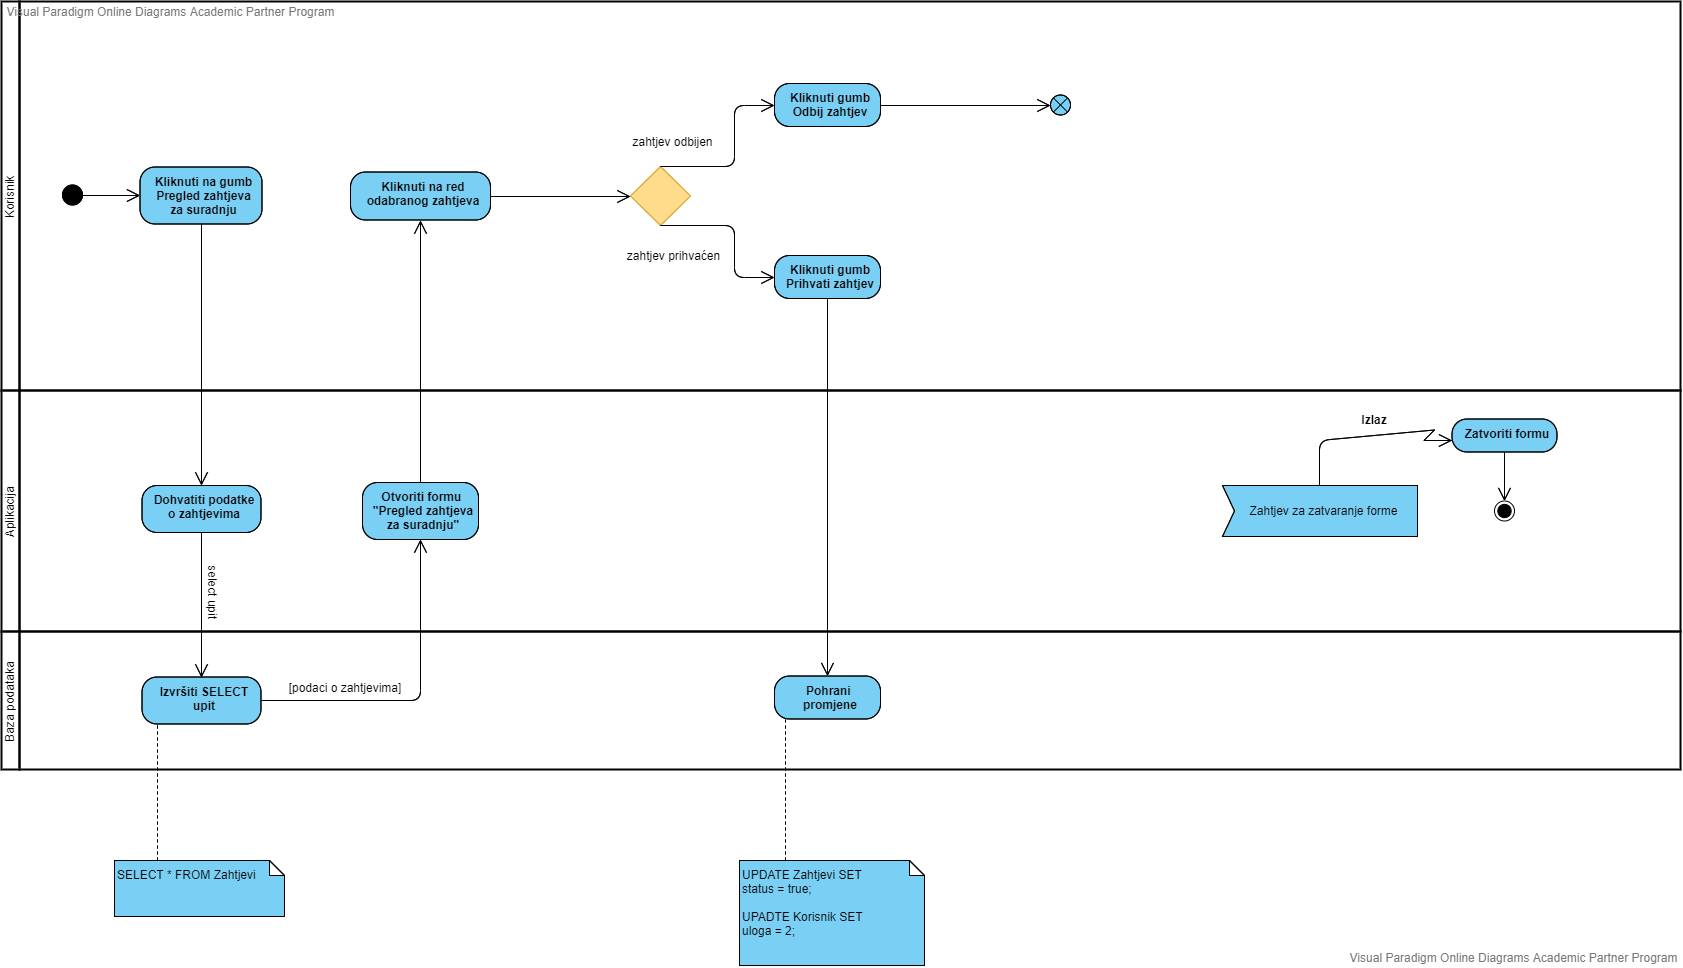 Visual Paradigm Online Diagrams Academic Partner Program
Korisnik
Kliknuti na gumb
Pregled zahtjeva
za suradnju
Kliknuti na red
odabranog zahtjeva
zahtjev odbijen
zahtjev prihvaćen
Kliknuti gumb
Odbij zahtjev
Kliknuti gumb
Prihvati zahtjev
Aplikacija
Dohvatiti podatke
o zahtjevima
select upit
Otvoriti formu
"Pregled zahtjeva
za suradnju"
Izlaz
Zatvoriti formu
Zahtjev za zatvaranje forme
Baza podataka
Izvršiti SELECT
upit
[podaci o zahtjevima]
Pohrani
promjene
SELECT * FROM Zahtjevi
UPDATE Zahtjevi SET
status = true;
UPADTE Korisnik SET
uloga = 2;
Visual Paradigm Online Diagrams Academic Partner Program